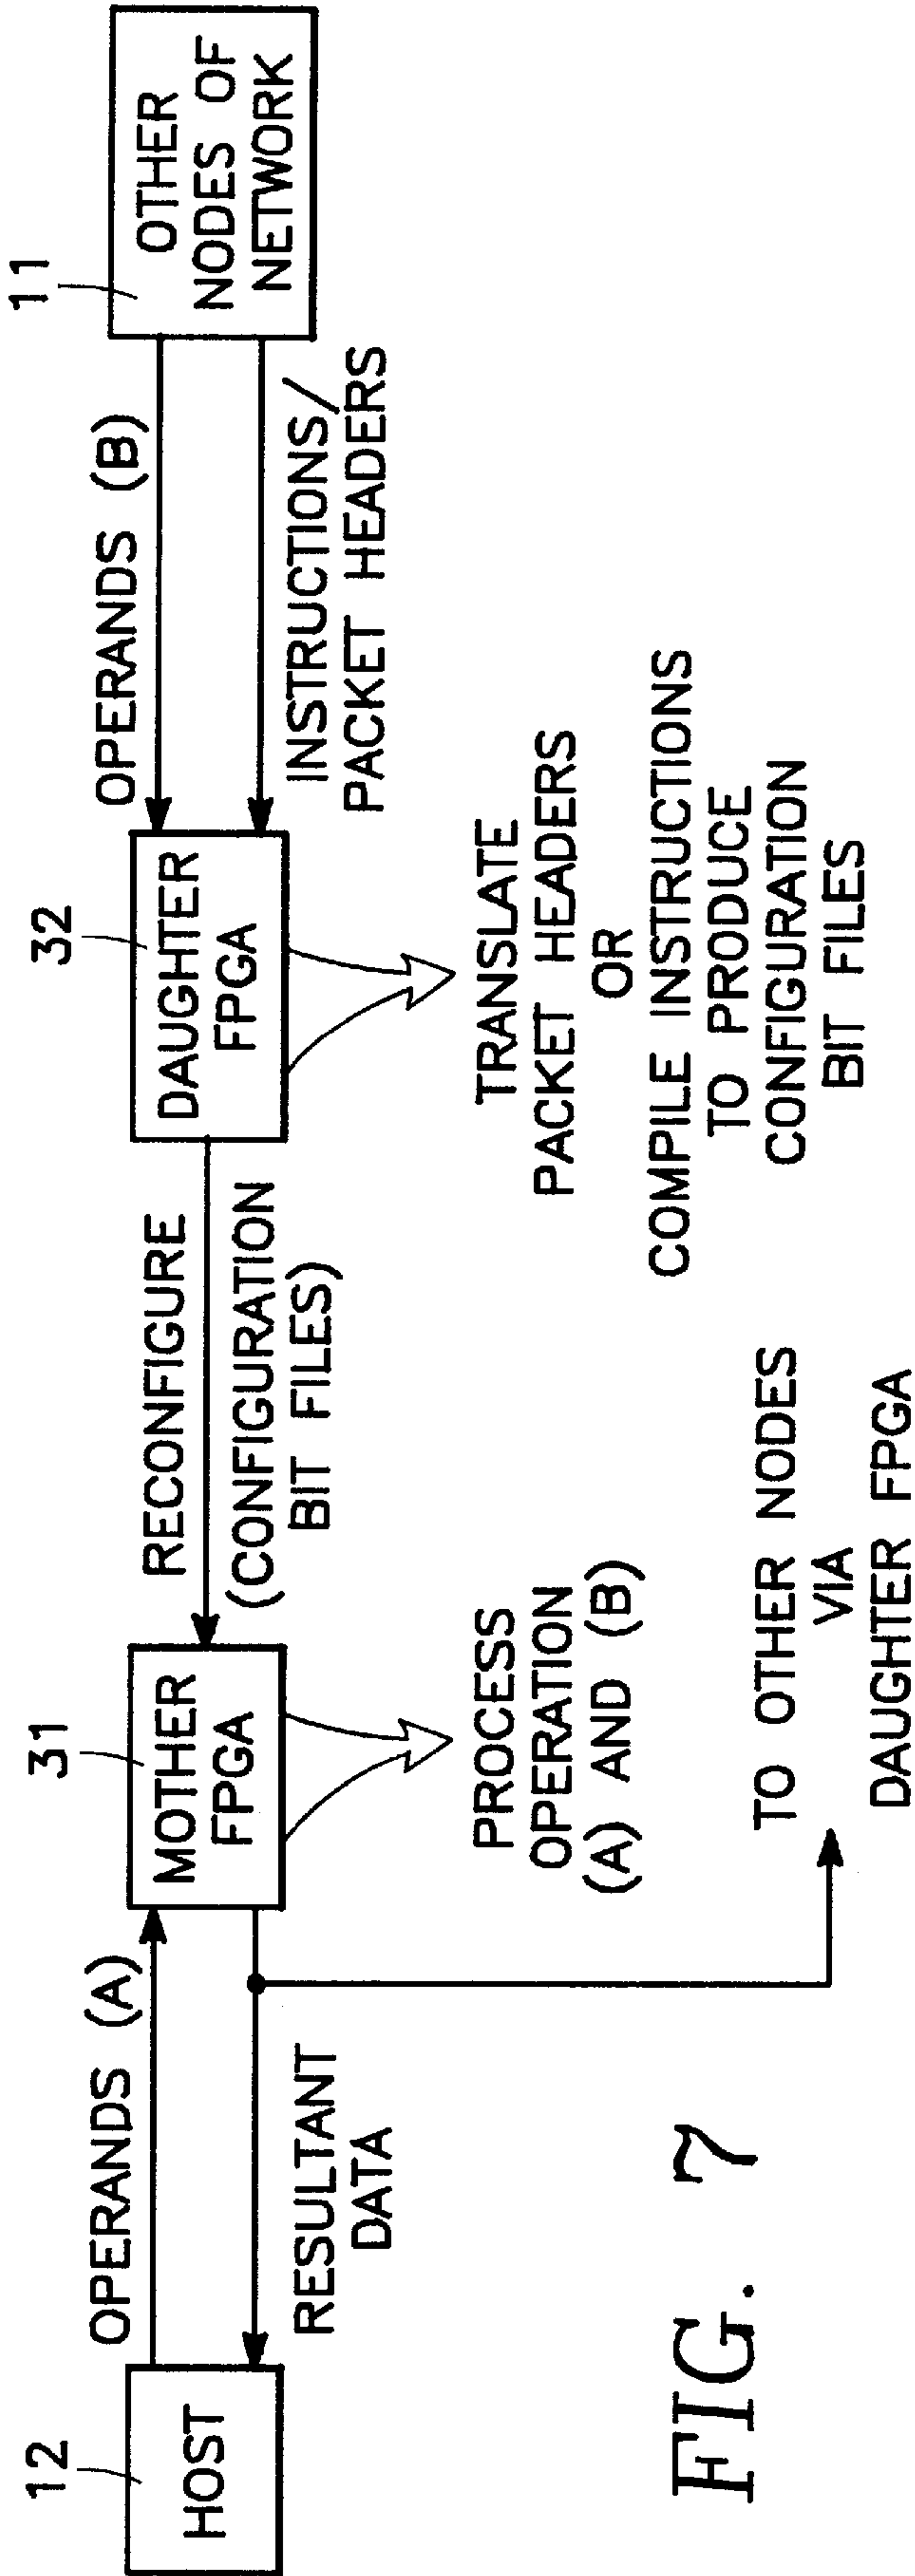 12
HOST
OPERANDS (A)
RESULTANT
DATA
31
MOTHER
FPGA
PROCESS
OPERATION
(A) AND (B)
TO OTHER NODES
VIA
DAUGHTER FPGA
RECONFIGURE
(CONFIGURATION
BIT FILES)
32
DAUGHTER
FPGA
TRANSLATE
PACKET HEADERS
OR
COMPILE INSTRUCTIONS
TO PRODUCE
CONFIGURATION
BIT FILES
OPERANDS (B)
INSTRUCTIONS/
PACKET HEADERS
11
OTHER
NODES OF
NETWORK
FIG. 7